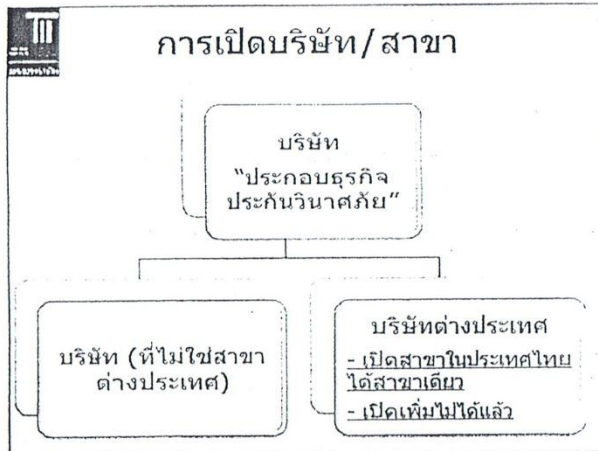 การเปิดบริษัท/สาขา
บริษัท
“ประกอบธุรกิจ
ประกันวินาศภัย”
บริษัท (ที่ไม่ใช่สาขา
ต่างประเทศ)
บริษัทต่างประเทศ
- เปิดสาขาในประเทศไทย
ได้สาขาเดียว
- เปิดเพิ่มไม่ได้แล้ว